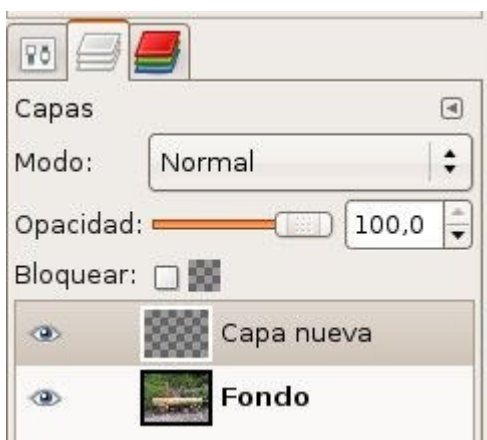 Capas
Modo: Normal
Opacidad: 100,0
Bloquear:
Capa nueva
Fondo